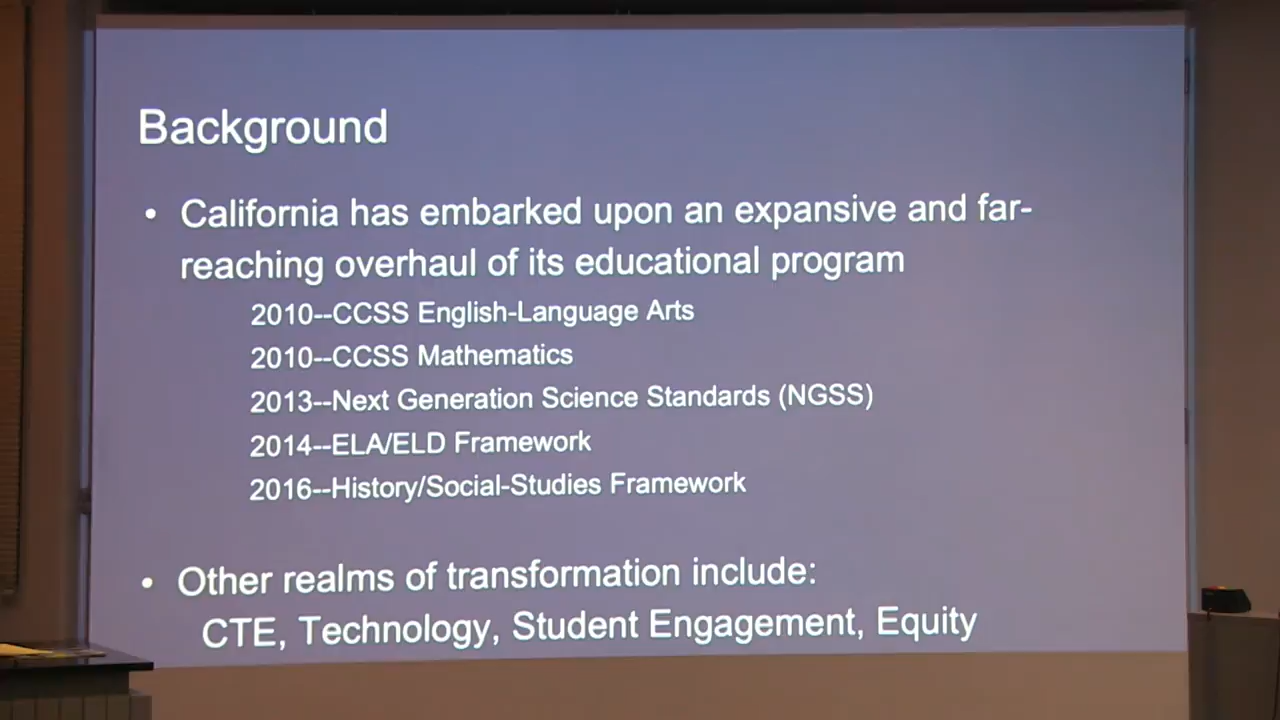 Background
• California has embarked upon an expansive and far-
reaching overhaul of its educational program
2010--CCSS English-Language Arts
2010--CCSS Mathematics
2013--Next Generation Science Standards (NGSS)
2014--ELA/ELD Framework
2016--History/Social-Studies Framework
• Other realms of transformation include:
CTE, Technology, Student Engagement, Equity